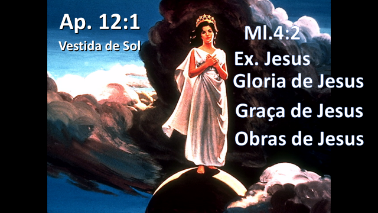 Ap. 12:1
Vestida de Sol
Ml.4:2
Ex. Jesus
Gloria de Jesus
Graça de Jesus
Obras de Jesus